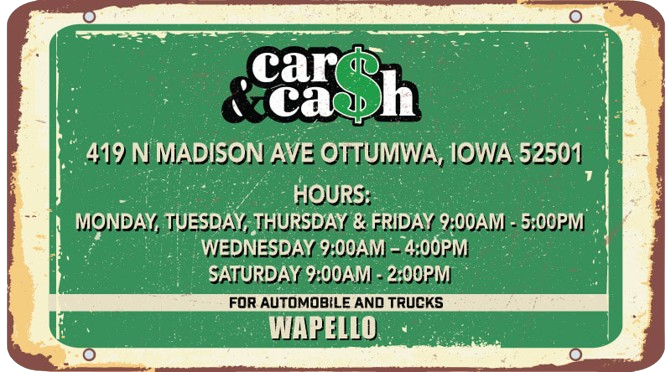 car$
& ca$h
419 N MADISON AVE OTTUMWA, IOWA 52501
HOURS:
MONDAY, TUESDAY, THURSDAY & FRIDAY 9:00AM - 5:00PM
WEDNESDAY 9:00AM – 4:00PM
SATURDAY 9:00AM - 2:00PM
FOR AUTOMOBILE AND TRUCKS
WAPELLO